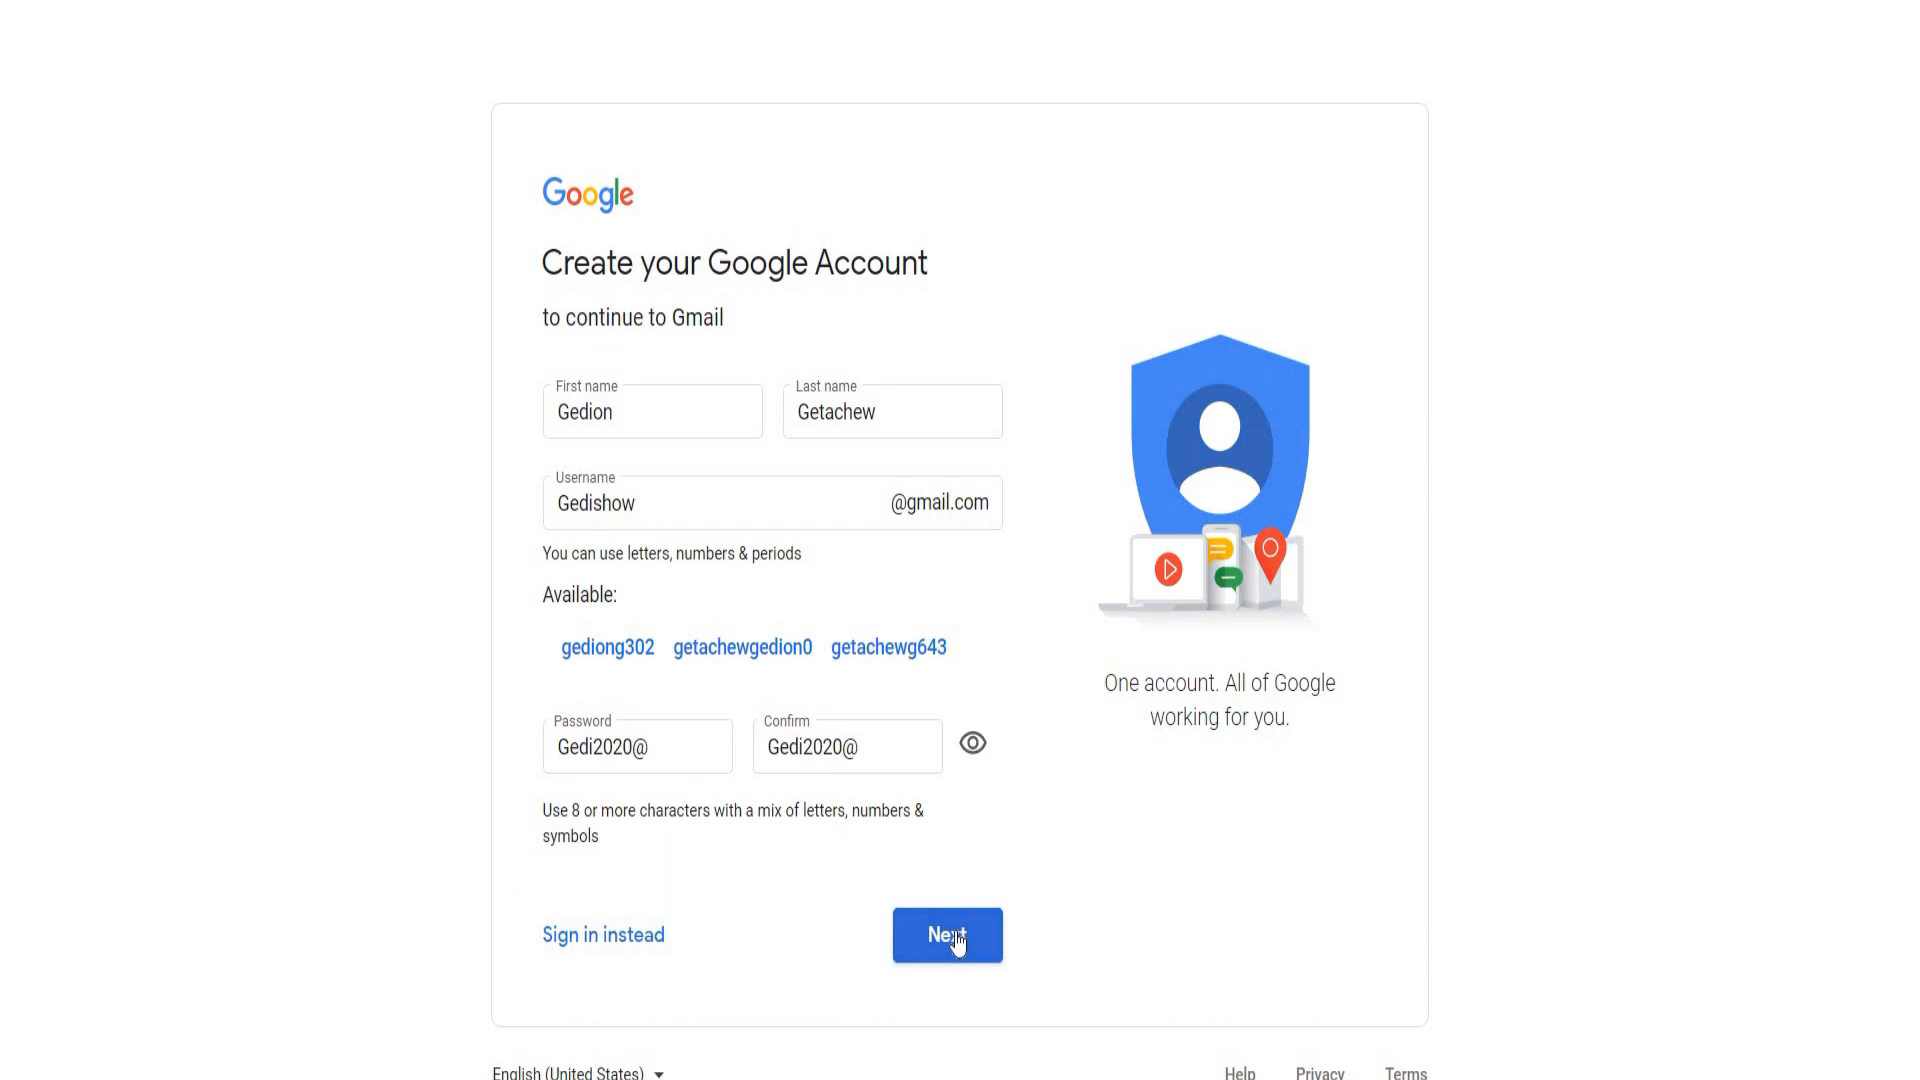 Google
Create your Google Account
to continue to Gmail
First name
Gedion
Last name
Getachew
Username
Gedishow
@gmail.com
You can use letters, numbers & periods
Available:
gediong302 getachewgedion0 getachewg643
Password
Gedi2020@
Confirm
Gedi2020@
Use 8 or more characters with a mix of letters, numbers &
symbols
Sign in instead
Next
One account. All of Google
working for you.
English (United States)
Help Privacy Terms